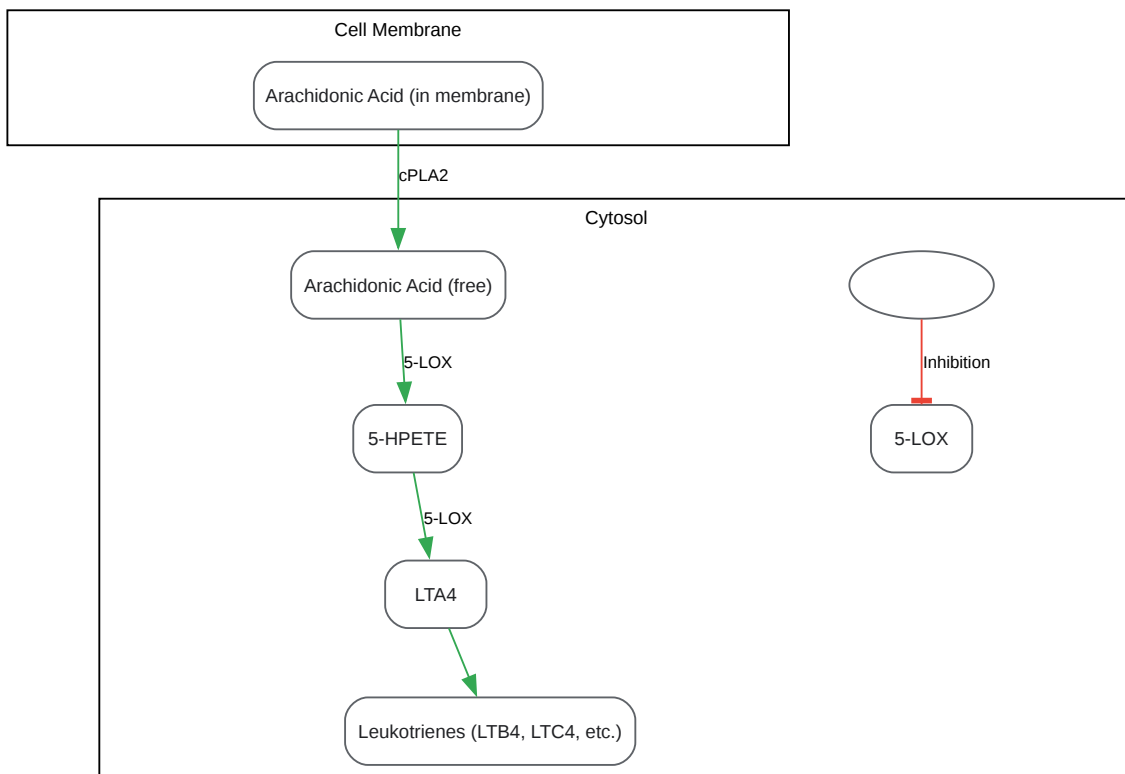 Cell Membrane
Arachidonic Acid (in membrane)
cPLA2
Cytosol
Arachidonic Acid (free)
5-LOX
Inhibition
5-HPETE
5-LOX
5-LOX
LTA4
Leukotrienes (LTB4, LTC4, etc.)